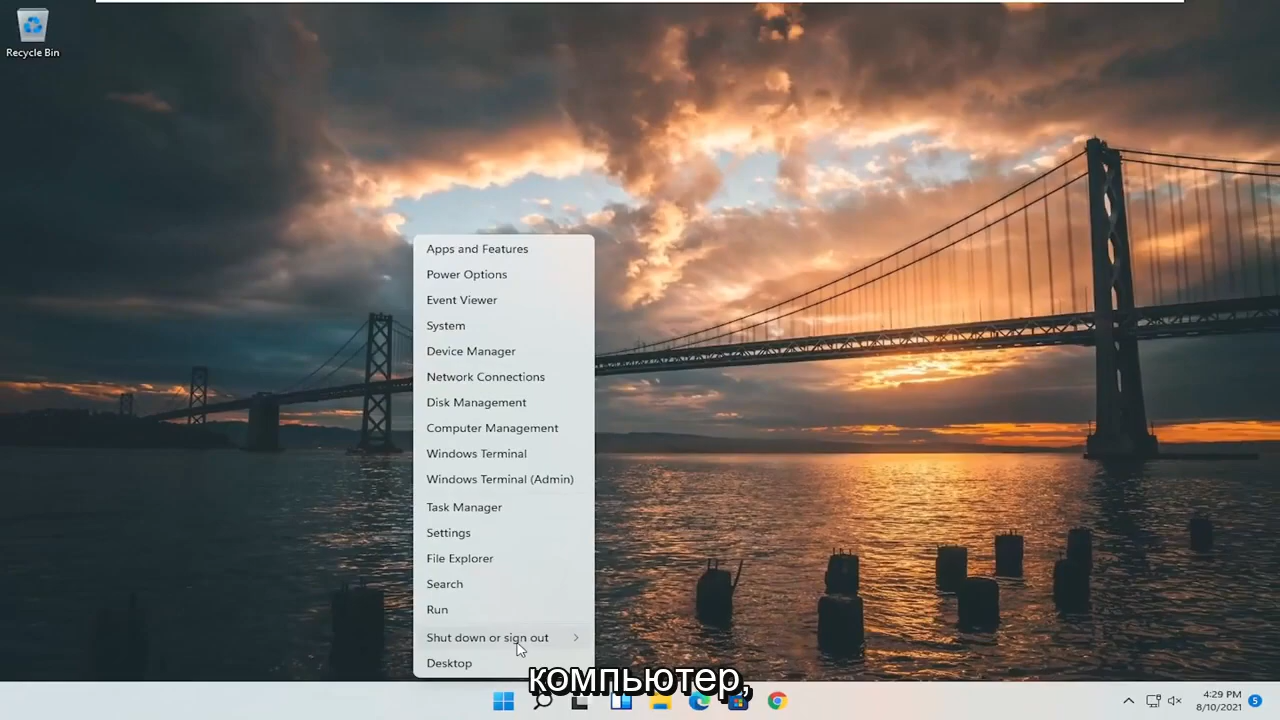 Recycle Bin
Apps and Features
Power Options
Event Viewer
System
Device Manager
Network Connections
Disk Management
Computer Management
Windows Terminal
Windows Terminal (Admin)
Task Manager
Settings
File Explorer
Search
Run
Shut down or sign out
Desktop
компьютер,
4:29 PM
8/10/2021
5